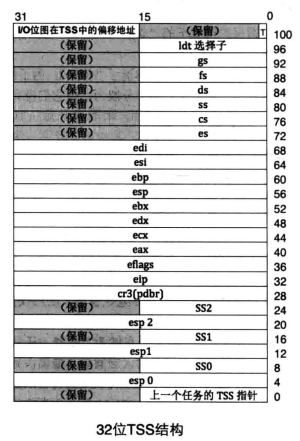 31 15 0
I/O位图在TSS中的偏移地址 (保留) T 100
(保留) ldt 选择子 96
(保留) gs 92
(保留) fs 88
(保留) ds 84
(保留) ss 80
(保留) cs 76
(保留) es 72
edi 68
esi 64
ebp 60
esp 56
ebx 52
edx 48
ecx 44
eax 40
eflags 36
eip 32
cr3(pdbr) 28
(保留) SS2 24
esp 2 20
(保留) SS1 16
esp1 12
(保留) SS0 8
esp 0 4
(保留) 上一个任务的 TSS 指针 0
32位TSS结构